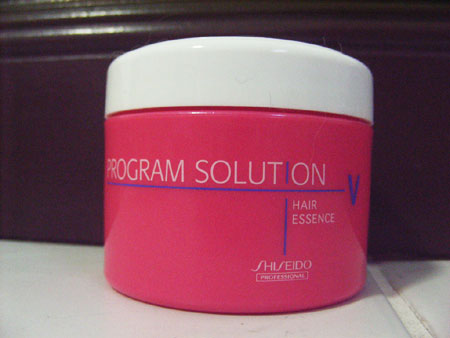 PROGRAM SOLUTION
V
HAIR
ESSENCE
SHISEIDO
PROFESSIONAL